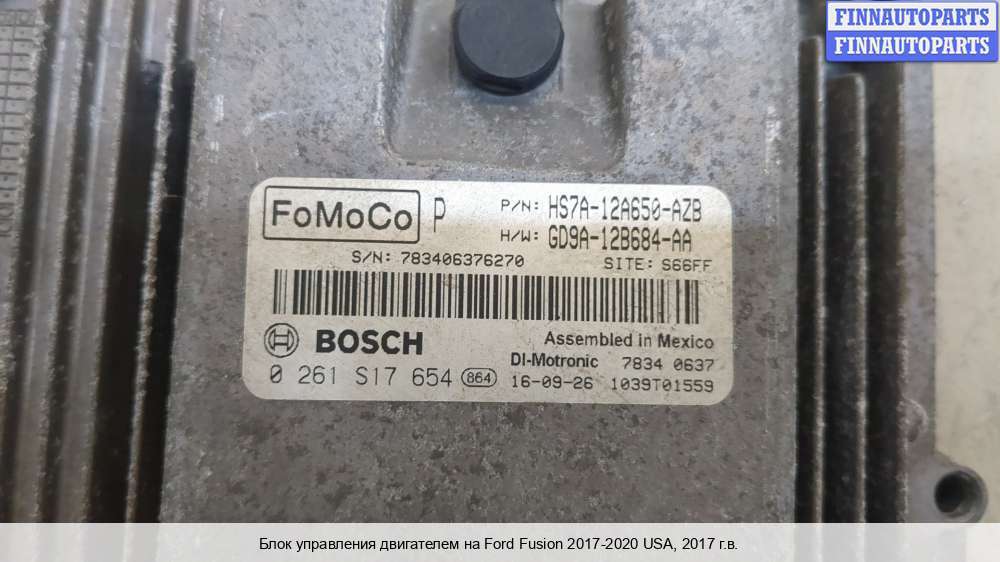 FINNAUTOPARTS
FINNAUTOPARTS
FoMoCo P P/N: HS7A-12A650-AZB
H/W: GD9A-12B684-AA
S/N: 783406376270 SITE: S66FF
BOSCH Assembled in Mexico
DI-Motronic 7834 0637
0 261 S17 654 864 16-09-26 1039T01559
Блок управления двигателем на Ford Fusion 2017-2020 USA, 2017 г.в.